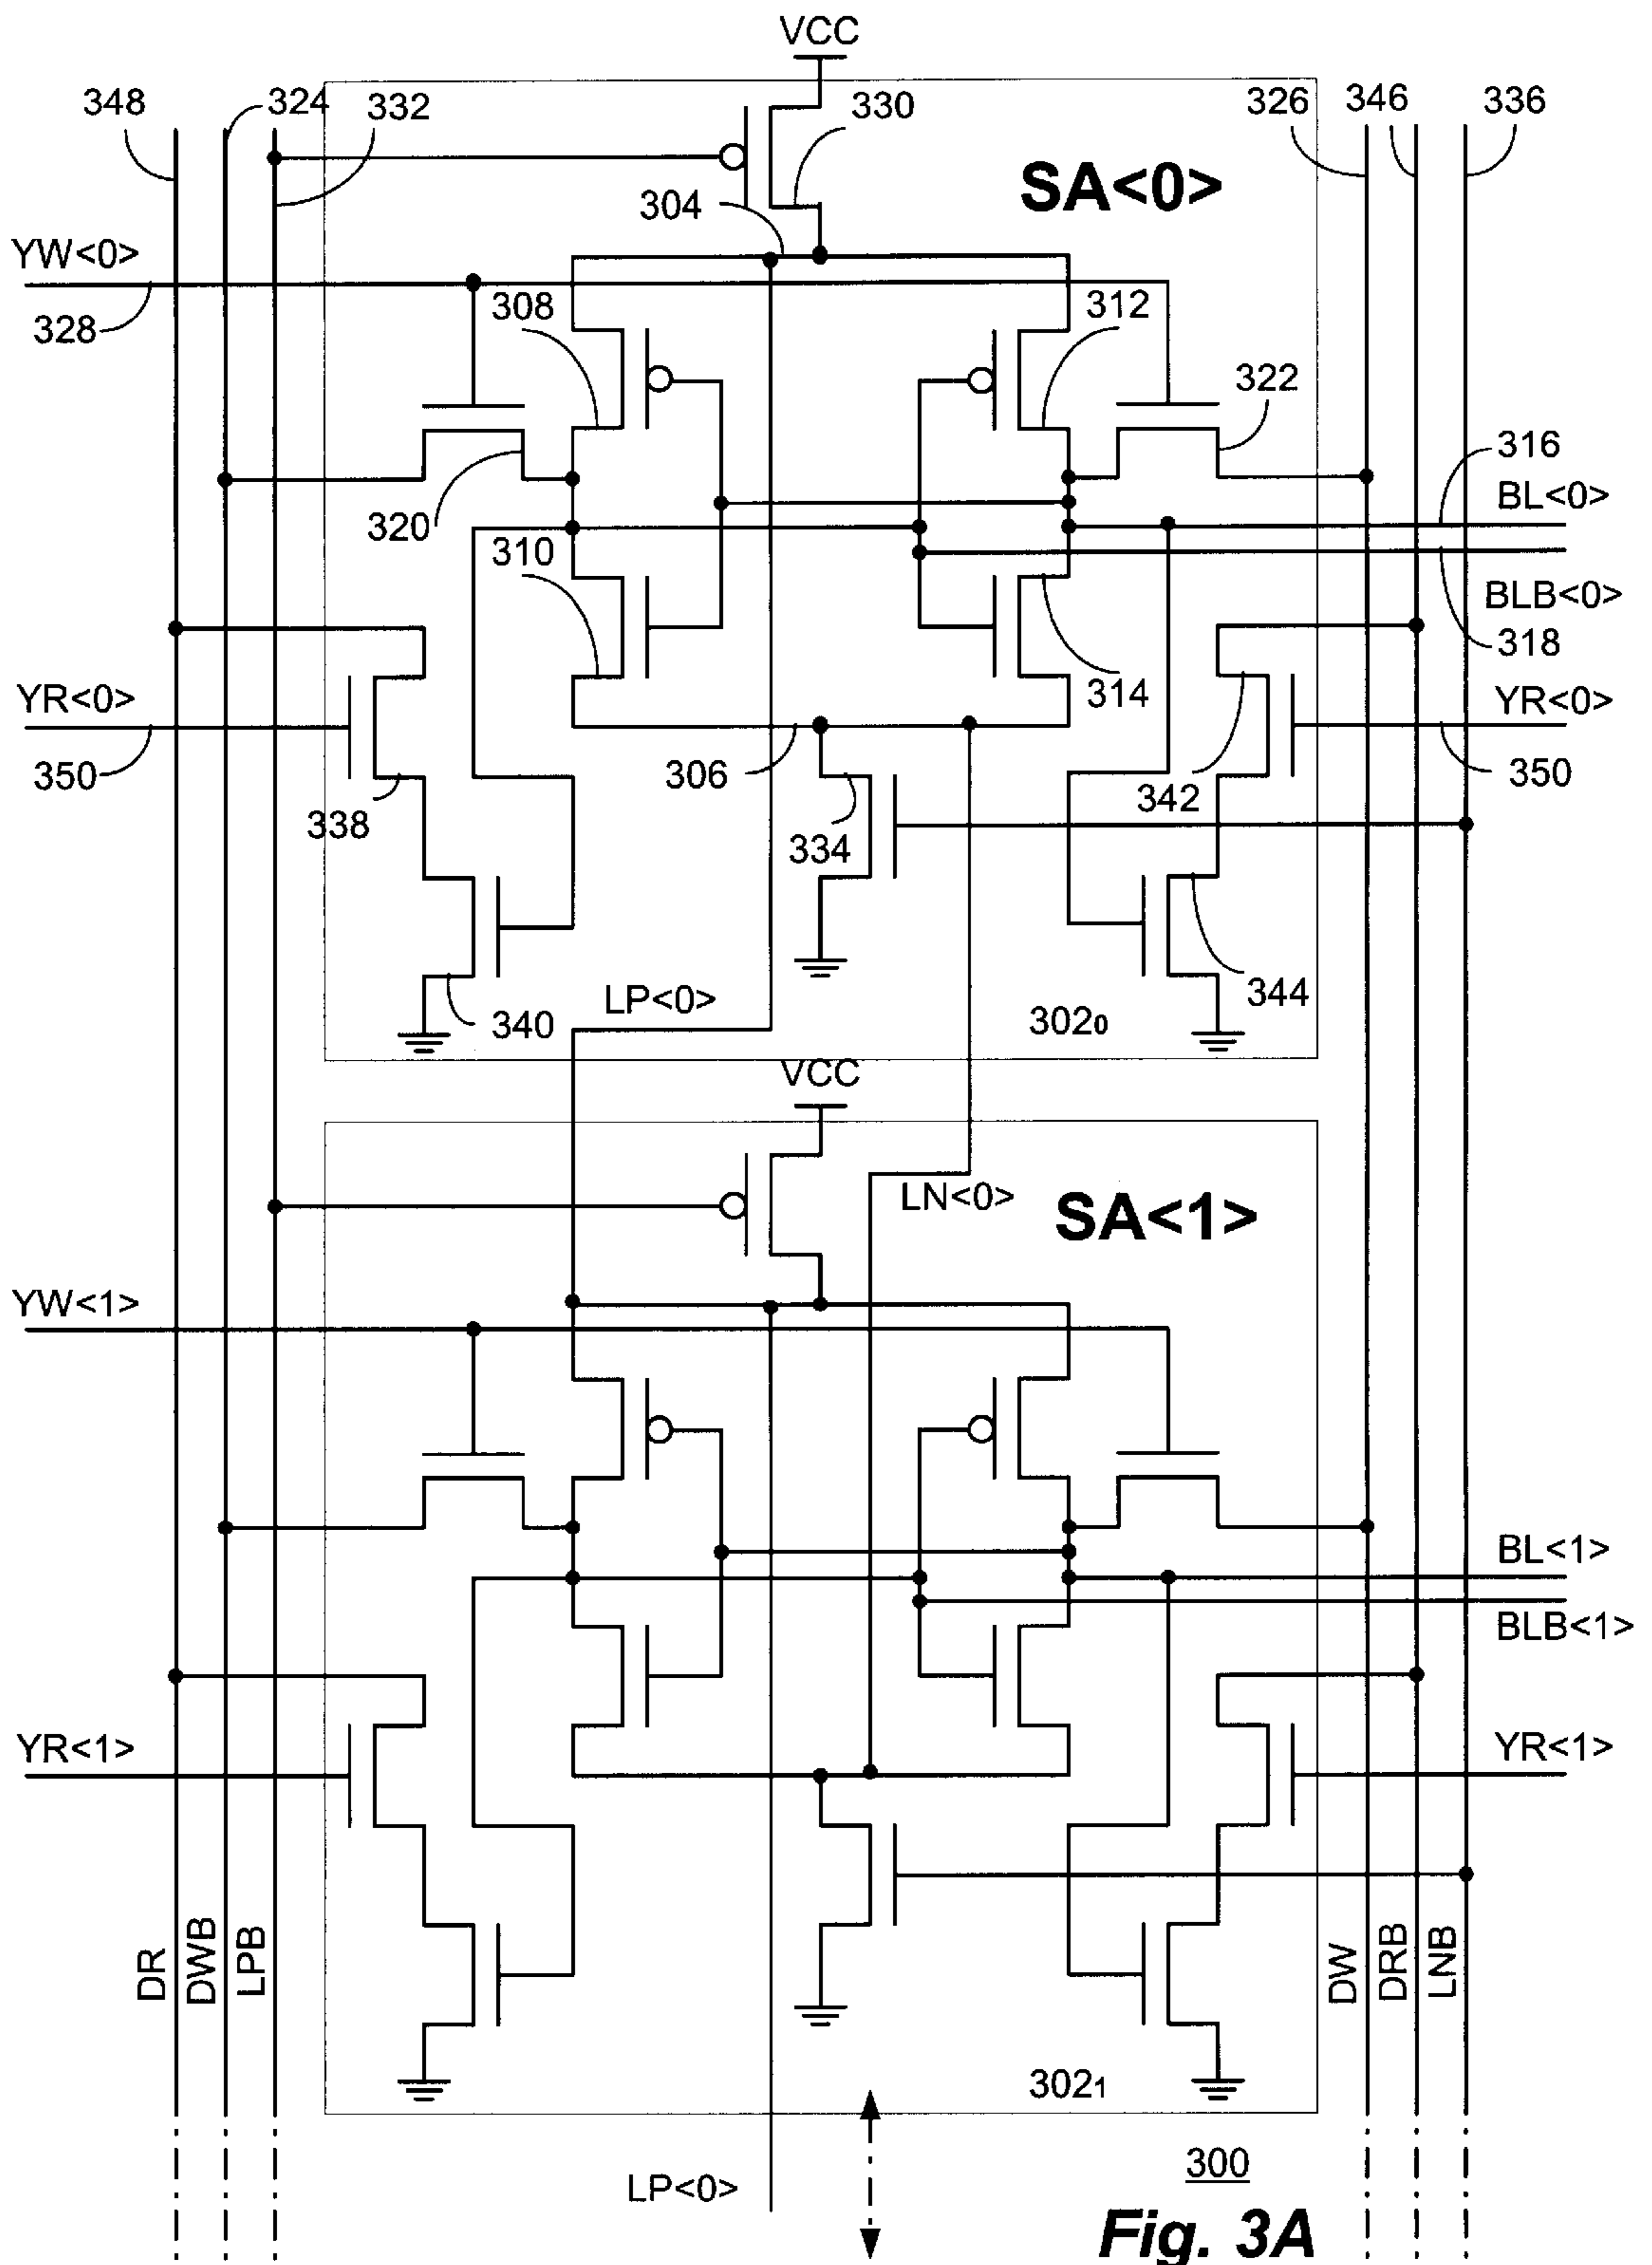 VCC
348
324
332
330
326
346
336
SA<0>
304
YW<0>
328
308
312
322
316
BL<0>
320
310
BLB<0>
318
314
YR<0>
350
338
306
334
342
YR<0>
350
LP<0>
340
344
302₀
VCC
LN<0>
SA<1>
YW<1>
BL<1>
BLB<1>
YR<1>
YR<1>
DR
DWB
LPB
DW
DRB
LNB
302₁
LP<0>
300
Fig. 3A